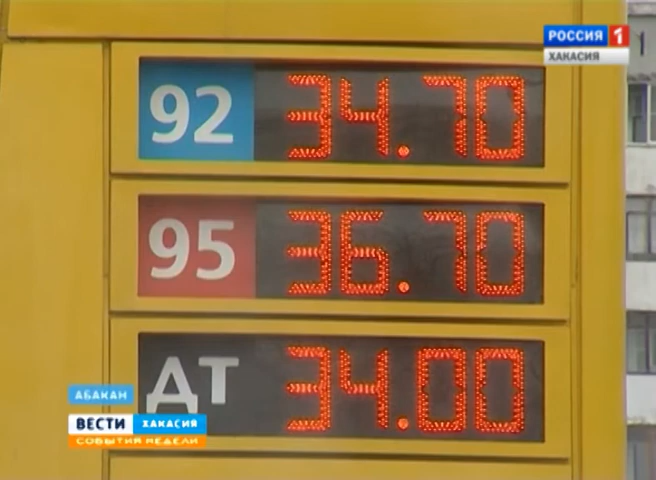 РОССИЯ 1
ХАКАСИЯ
92 34.70
95 36.70
ДТ 34.00
АБАКАН
ВЕСТИ ХАКАСИЯ
СОБЫТИЯ НЕДЕЛИ